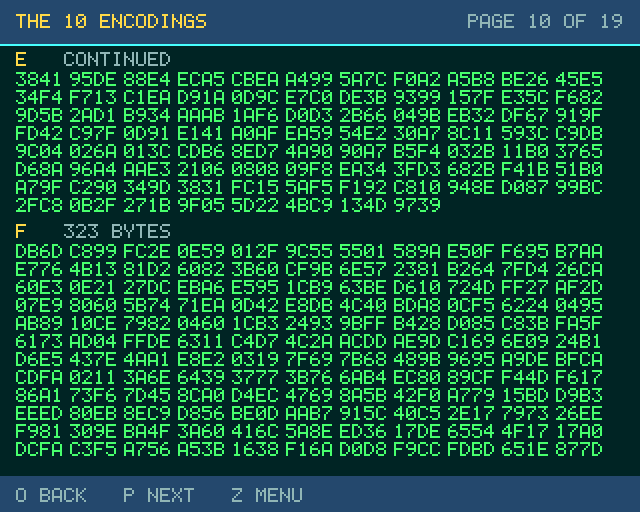 THE 10 ENCODINGS PAGE 10 OF 19
E CONTINUED
3841 95DE 88E4 ECA5 CBEA A499 5A7C F0A2 A5B8 BE26 45E5
34F4 F713 C1EA D91A 0D9C E7C0 DE3B 9399 157F E35C F682
9D5B 2AD1 B934 AAAB 1AF6 D0D3 2B66 049B EB32 DF67 919F
FD42 C97F 0D91 E141 A0AF EA59 54E2 30A7 8C11 593C C9DB
9C04 026A 013C CDB6 8ED7 4A90 90A7 B5F4 032B 11B0 3765
D68A 96A4 AAE3 2106 0808 09F8 EA34 3FD3 682B F41B 51B0
A79F C290 349D 3831 FC15 5AF5 F192 C810 948E D087 99BC
2FC8 0B2F 271B 9F05 5D22 4BC9 134D 9739
F 323 BYTES
DB6D C899 FC2E 0E59 012F 9C55 5501 589A E50F F695 B7AA
E776 4B13 81D2 6082 3B60 CF9B 6E57 2381 B264 7FD4 26CA
60E3 0E21 27DC EBA6 E595 1CB9 63BE D610 724D FF27 AF2D
07E9 8060 5B74 71EA 0D42 E8DB 4C40 BDA8 0CF5 6224 0495
AB89 10CE 7982 0460 1CB3 2493 9BFF B428 D085 C83B FA5F
6173 AD04 FFDE 6311 C4D7 4C2A ACDD AE9D C169 6E09 24B1
D6E5 437E 4AA1 E8E2 0319 7F69 7B68 489B 9695 A9DE BFCA
CDFA 0211 3A6E 6439 3777 3B76 6AB4 EC80 89CF F44D F617
86A1 73F6 7D45 8CA0 D4EC 4769 8A5B 42F0 A779 15BD D9B3
EEED 80EB 8EC9 D856 BE0D AAB7 915C 40C5 2E17 7973 26EE
F981 309E BA4F 3A60 416C 5A8E ED36 17DE 6554 4F17 17A0
DCFA C3F5 A756 A53B 1638 F16A D0D8 F9CC FDBD 651E 877D
O BACK P NEXT Z MENU